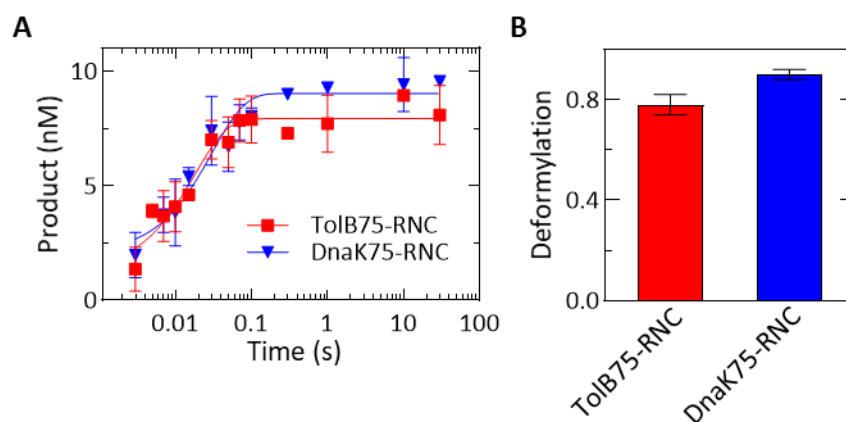 A
Product (nM)
10
5
0
0.01
0.1
1
10
100
Time (s)
TolB75-RNC
DnaK75-RNC
B
Deformylation
0.8
0.4
0.0
TolB75-RNC
DnaK75-RNC